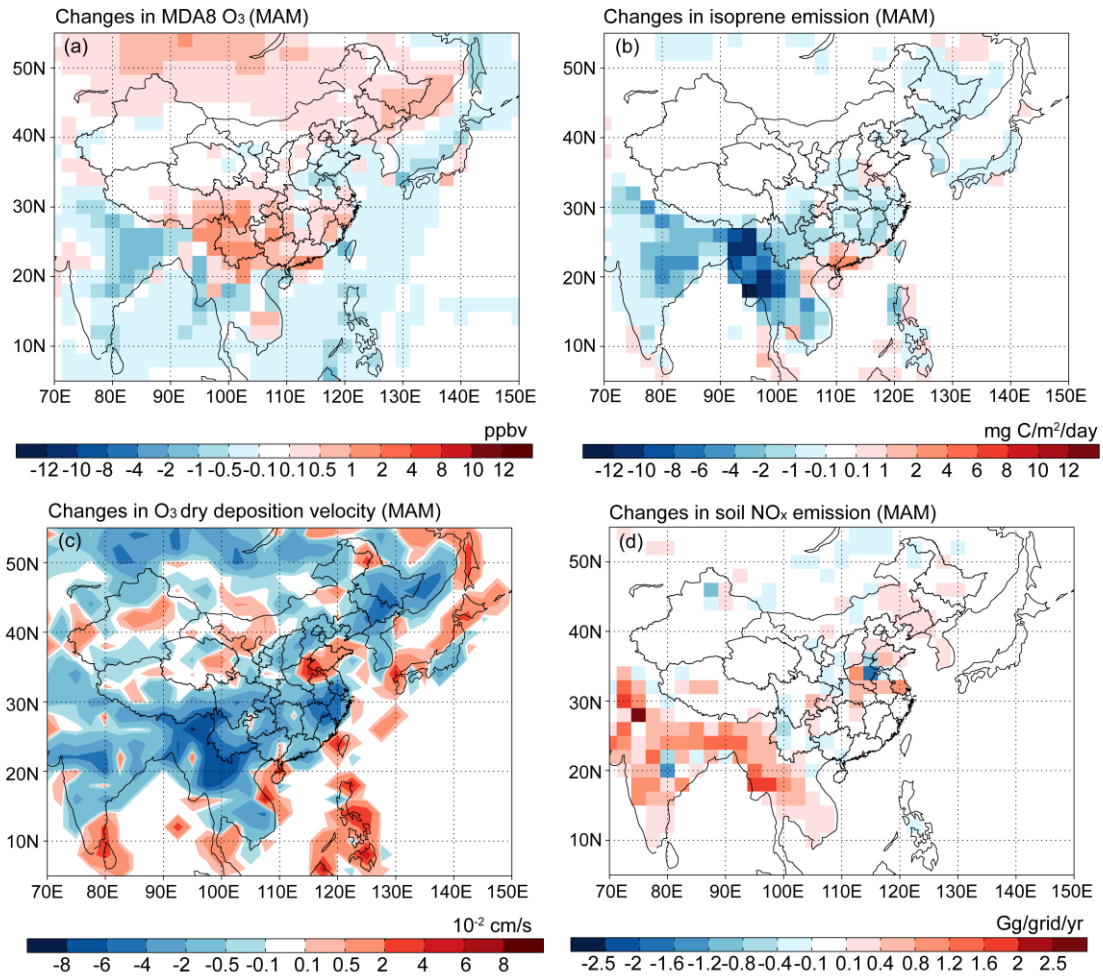 Changes in MDA8 O₃ (MAM)
(a)
50N
40N
30N
20N
10N
70E 80E 90E 100E 110E 120E 130E 140E 150E
ppbv
-12 -10 -8 -4 -2 -1 -0.5 -0.1 0.1 0.5 1 2 4 8 10 12
Changes in isoprene emission (MAM)
(b)
50N
40N
30N
20N
10N
70E 80E 90E 100E 110E 120E 130E 140E 150E
mg C/m²/day
-12 -10 -8 -6 -4 -2 -1 -0.1 0.1 1 2 4 6 8 10 12
Changes in O₃ dry deposition velocity (MAM)
(c)
50N
40N
30N
20N
10N
70E 80E 90E 100E 110E 120E 130E 140E 150E
10⁻² cm/s
-8 -6 -4 -2 -0.5 -0.1 0.1 0.5 2 4 6 8
Changes in soil NOₓ emission (MAM)
(d)
50N
40N
30N
20N
10N
70E 80E 90E 100E 110E 120E 130E 140E 150E
Gg/grid/yr
-2.5 -2 -1.6 -1.2 -0.8 -0.4 -0.1 0.1 0.4 0.8 1.2 1.6 2 2.5